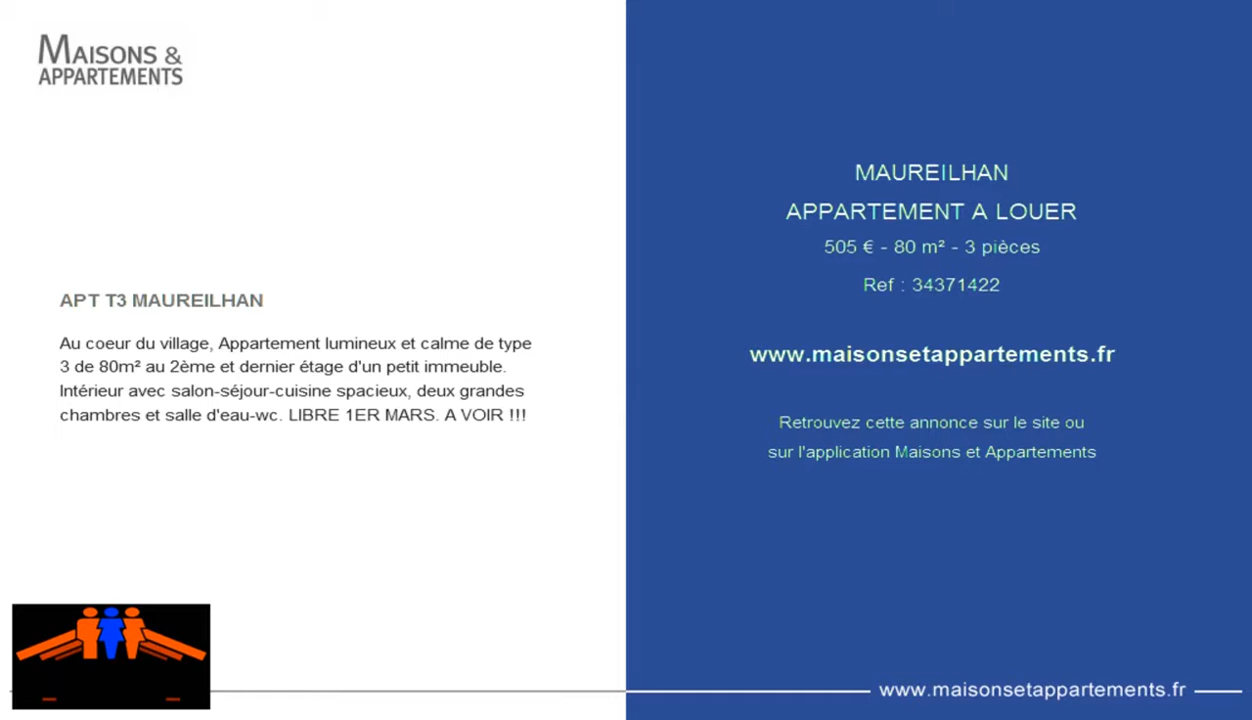 MAISONS &
APPARTEMENTS
APT T3 MAUREILHAN
Au coeur du village, Appartement lumineux et calme de type
3 de 80m² au 2ème et dernier étage d'un petit immeuble.
Intérieur avec salon-séjour-cuisine spacieux, deux grandes
chambres et salle d'eau-wc. LIBRE 1ER MARS. A VOIR !!!
MAUREILHAN
APPARTEMENT A LOUER
505 € - 80 m² - 3 pièces
Ref : 34371422
www.maisonsetappartements.fr
Retrouvez cette annonce sur le site ou
sur l'application Maisons et Appartements
www.maisonsetappartements.fr